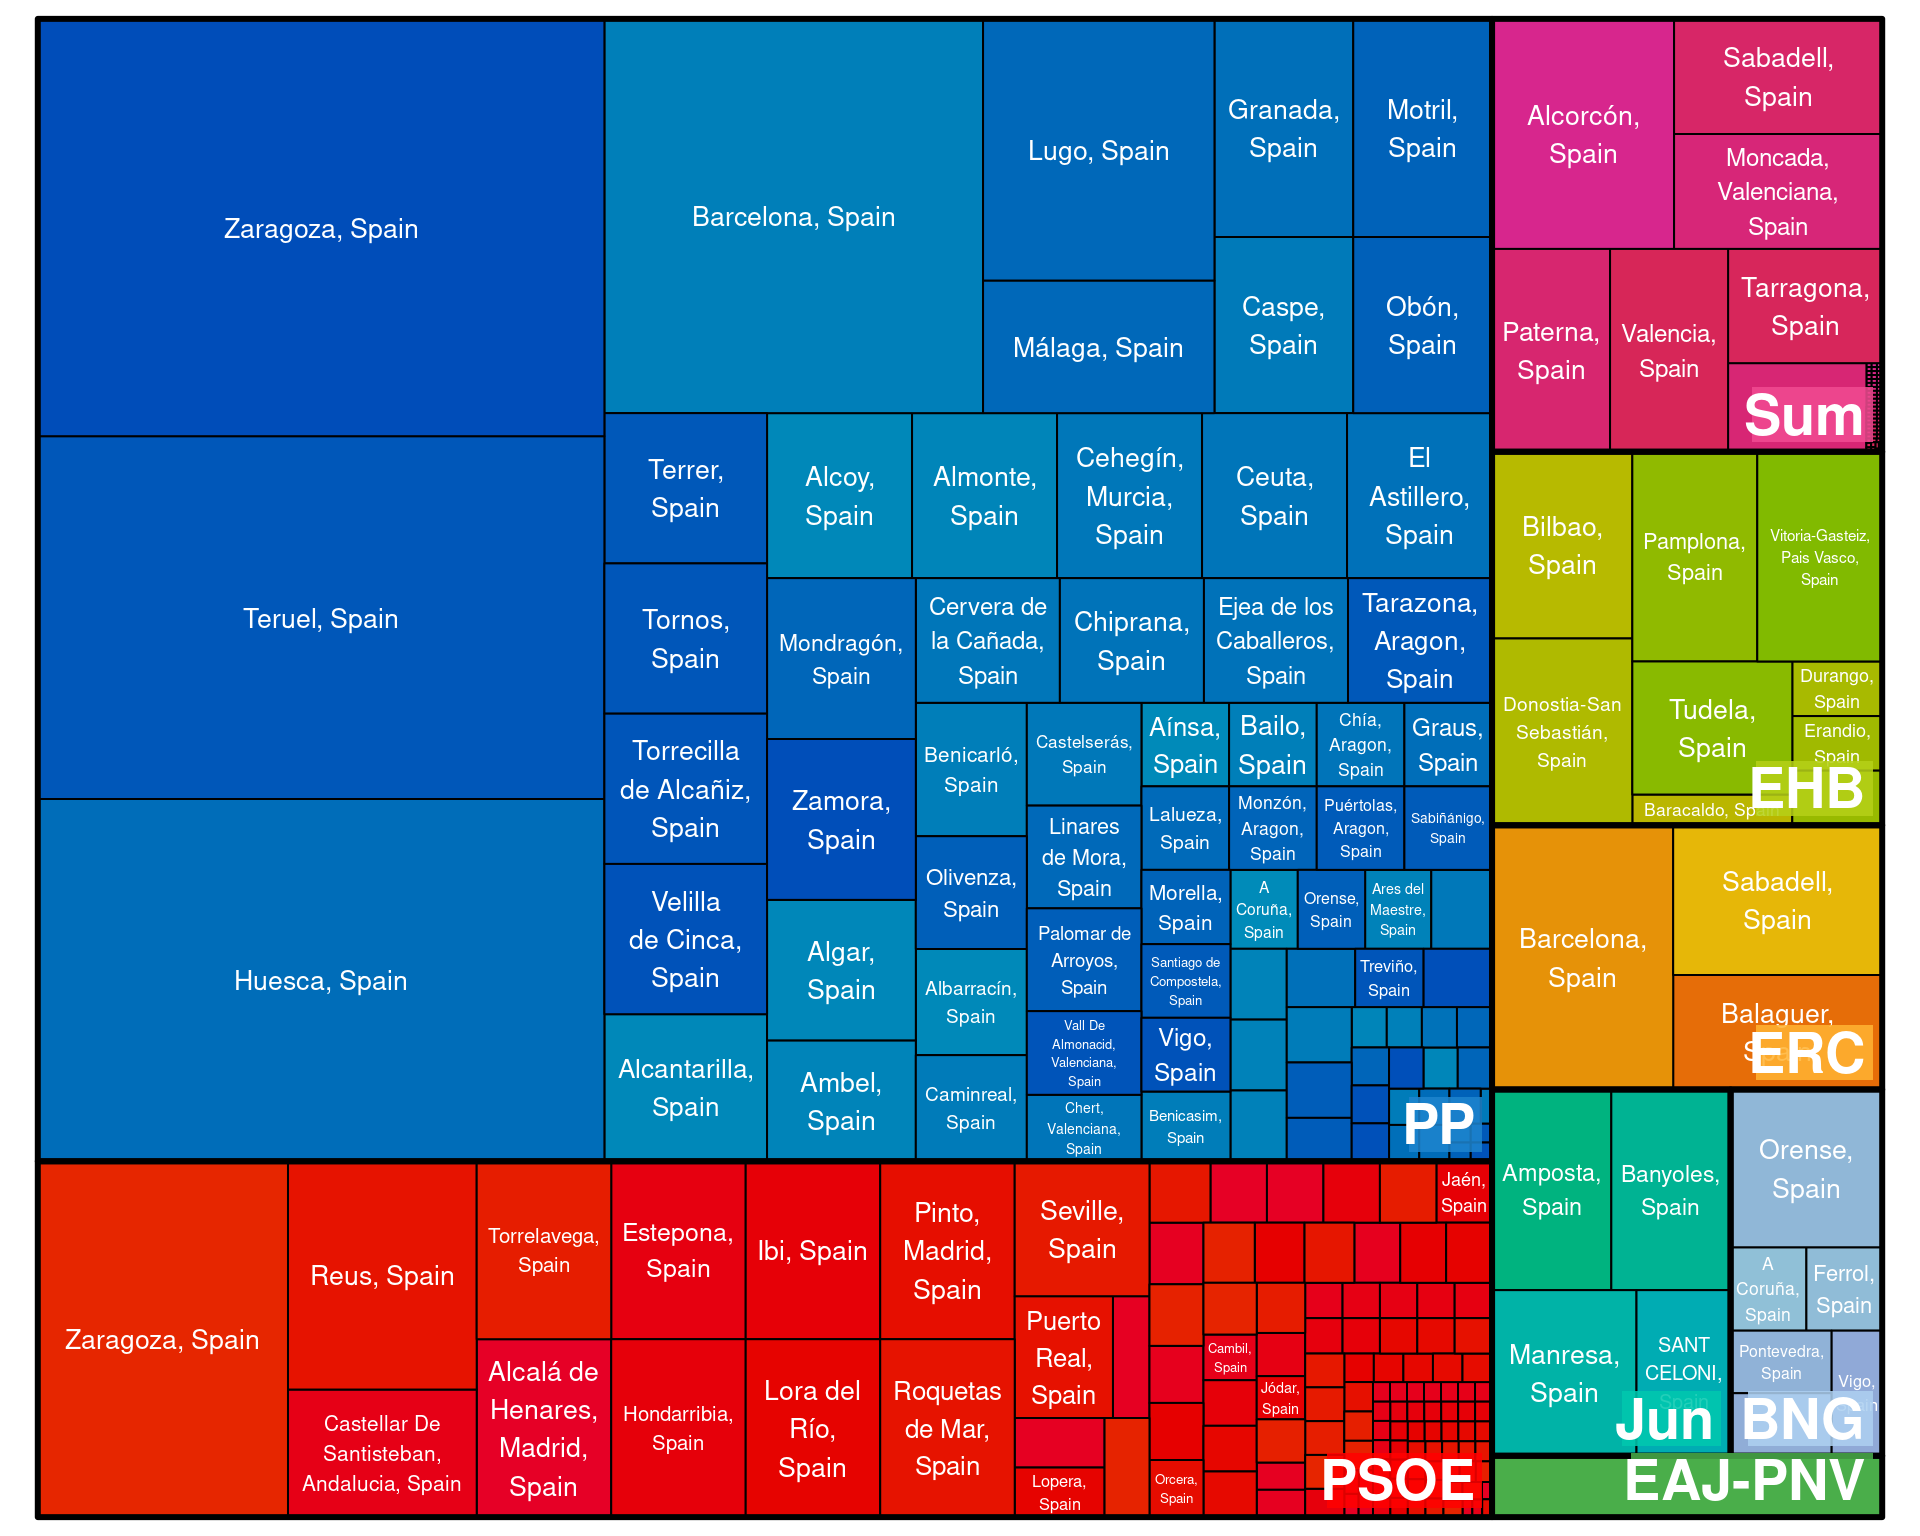 Zaragoza, Spain
Teruel, Spain
Huesca, Spain
Barcelona, Spain
Lugo, Spain
Málaga, Spain
Granada,
Spain
Motril,
Spain
Caspe,
Spain
Obón,
Spain
Terrer,
Spain
Tornos,
Spain
Torrecilla
de Alcañiz,
Spain
Velilla
de Cinca,
Spain
Alcantarilla,
Spain
Alcoy,
Spain
Almonte,
Spain
Cehegín,
Murcia,
Spain
Ceuta,
Spain
El
Astillero,
Spain
Mondragón,
Spain
Zamora,
Spain
Algar,
Spain
Ambel,
Spain
Cervera de
la Cañada,
Spain
Chiprana,
Spain
Ejea de los
Caballeros,
Spain
Tarazona,
Aragon,
Spain
Benicarló,
Spain
Olivenza,
Spain
Albarracín,
Spain
Caminreal,
Spain
Castelserás,
Spain
Linares
de Mora,
Spain
Palomar de
Arroyos,
Spain
Vall De
Almonacid,
Valenciana,
Spain
Chert,
Valenciana,
Spain
Aínsa,
Spain
Bailo,
Spain
Chía,
Aragon,
Spain
Graus,
Spain
Lalueza,
Spain
Monzón,
Aragon,
Spain
Puértolas,
Aragon,
Spain
Sabiñánigo,
Spain
Morella,
Spain
Santiago de
Compostela,
Spain
Vigo,
Spain
Benicasim,
Spain
A
Coruña,
Spain
Orense,
Spain
Ares del
Maestre,
Spain
Treviño,
Spain
PP
Zaragoza, Spain
Reus, Spain
Castellar De
Santisteban,
Andalucia, Spain
Torrelavega,
Spain
Alcalá de
Henares,
Madrid,
Spain
Estepona,
Spain
Hondarribia,
Spain
Ibi, Spain
Lora del
Río,
Spain
Pinto,
Madrid,
Spain
Roquetas
de Mar,
Spain
Seville,
Spain
Puerto
Real,
Spain
Lopera,
Spain
Orcera,
Spain
Cambil,
Spain
Jódar,
Spain
Jaén,
Spain
PSOE
Alcorcón,
Spain
Sabadell,
Spain
Moncada,
Valenciana,
Spain
Paterna,
Spain
Valencia,
Spain
Tarragona,
Spain
Sum
Bilbao,
Spain
Donostia-San
Sebastián,
Spain
Pamplona,
Spain
Vitoria-Gasteiz,
Pais Vasco,
Spain
Tudela,
Spain
Durango,
Spain
Erandio,
Spain
Baracaldo, Spain
EHB
Barcelona,
Spain
Sabadell,
Spain
Balaguer,
Spain
ERC
Amposta,
Spain
Banyoles,
Spain
Manresa,
Spain
SANT
CELONI,
Spain
Jun
Orense,
Spain
A
Coruña,
Spain
Ferrol,
Spain
Pontevedra,
Spain
Vigo,
Spain
BNG
EAJ-PNV